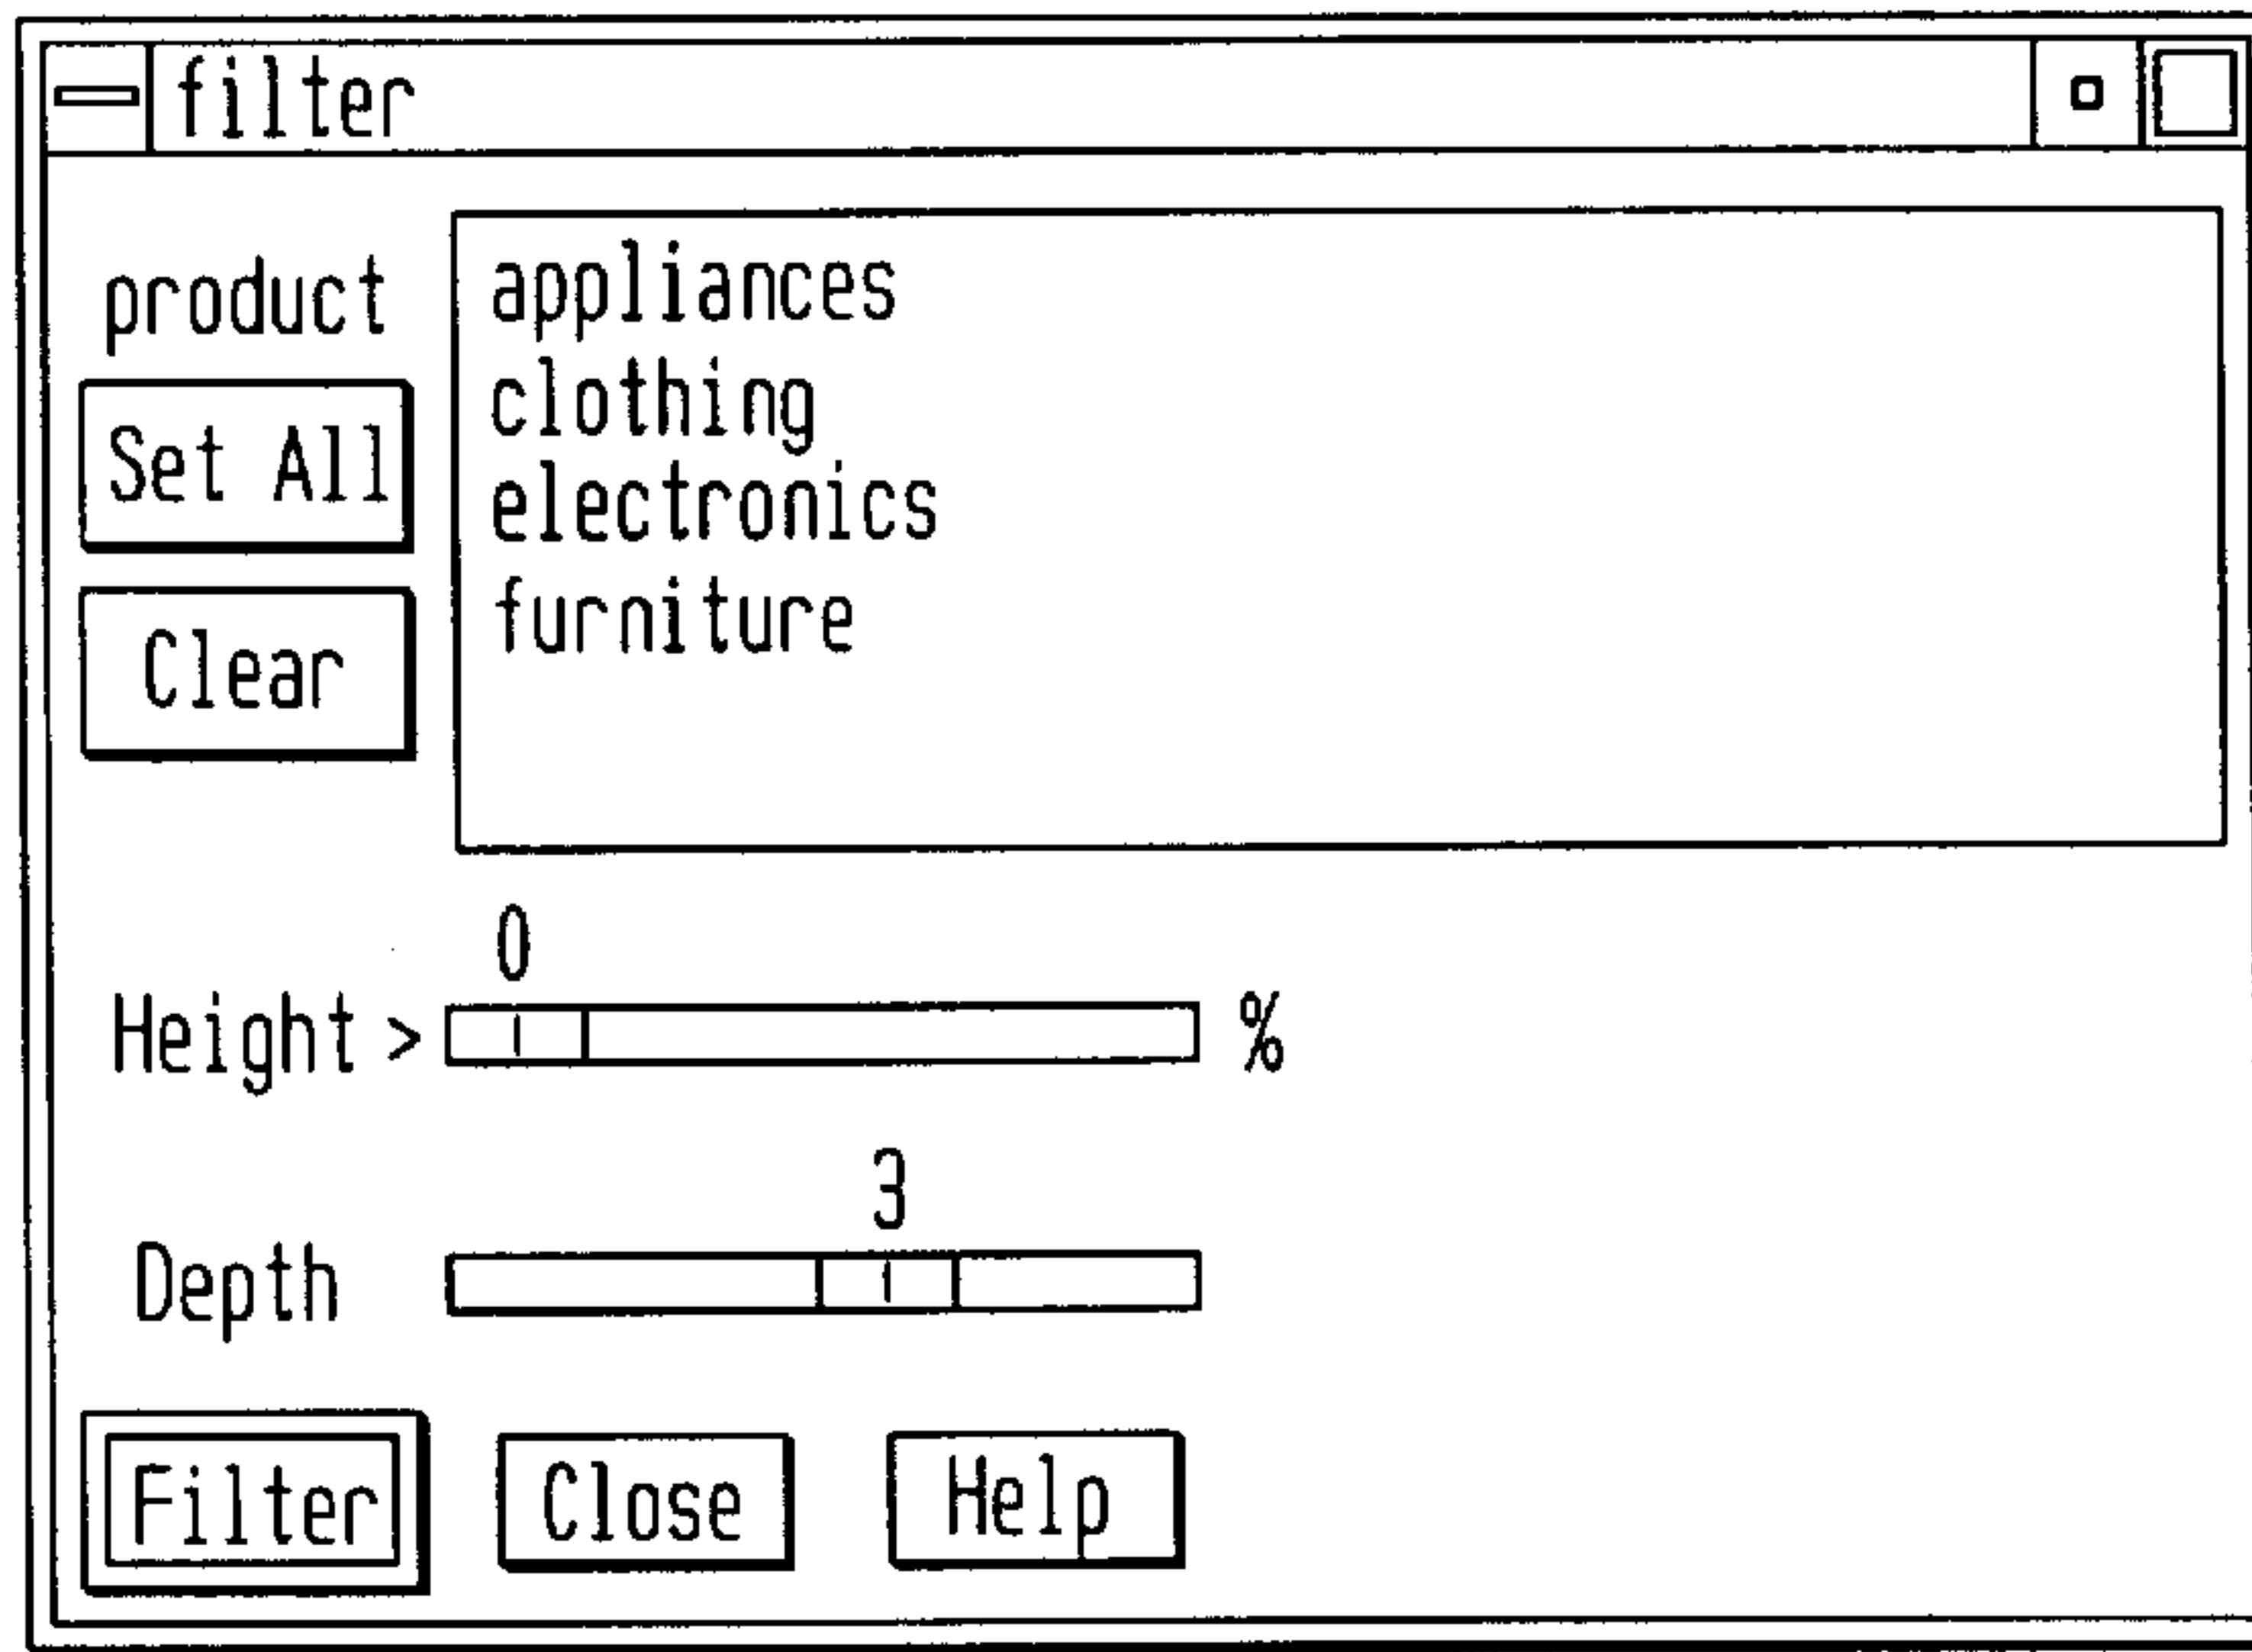 filter
product
Set All
Clear
appliances
clothing
electronics
furniture
0
Height > %
3
Depth
Filter Close Help